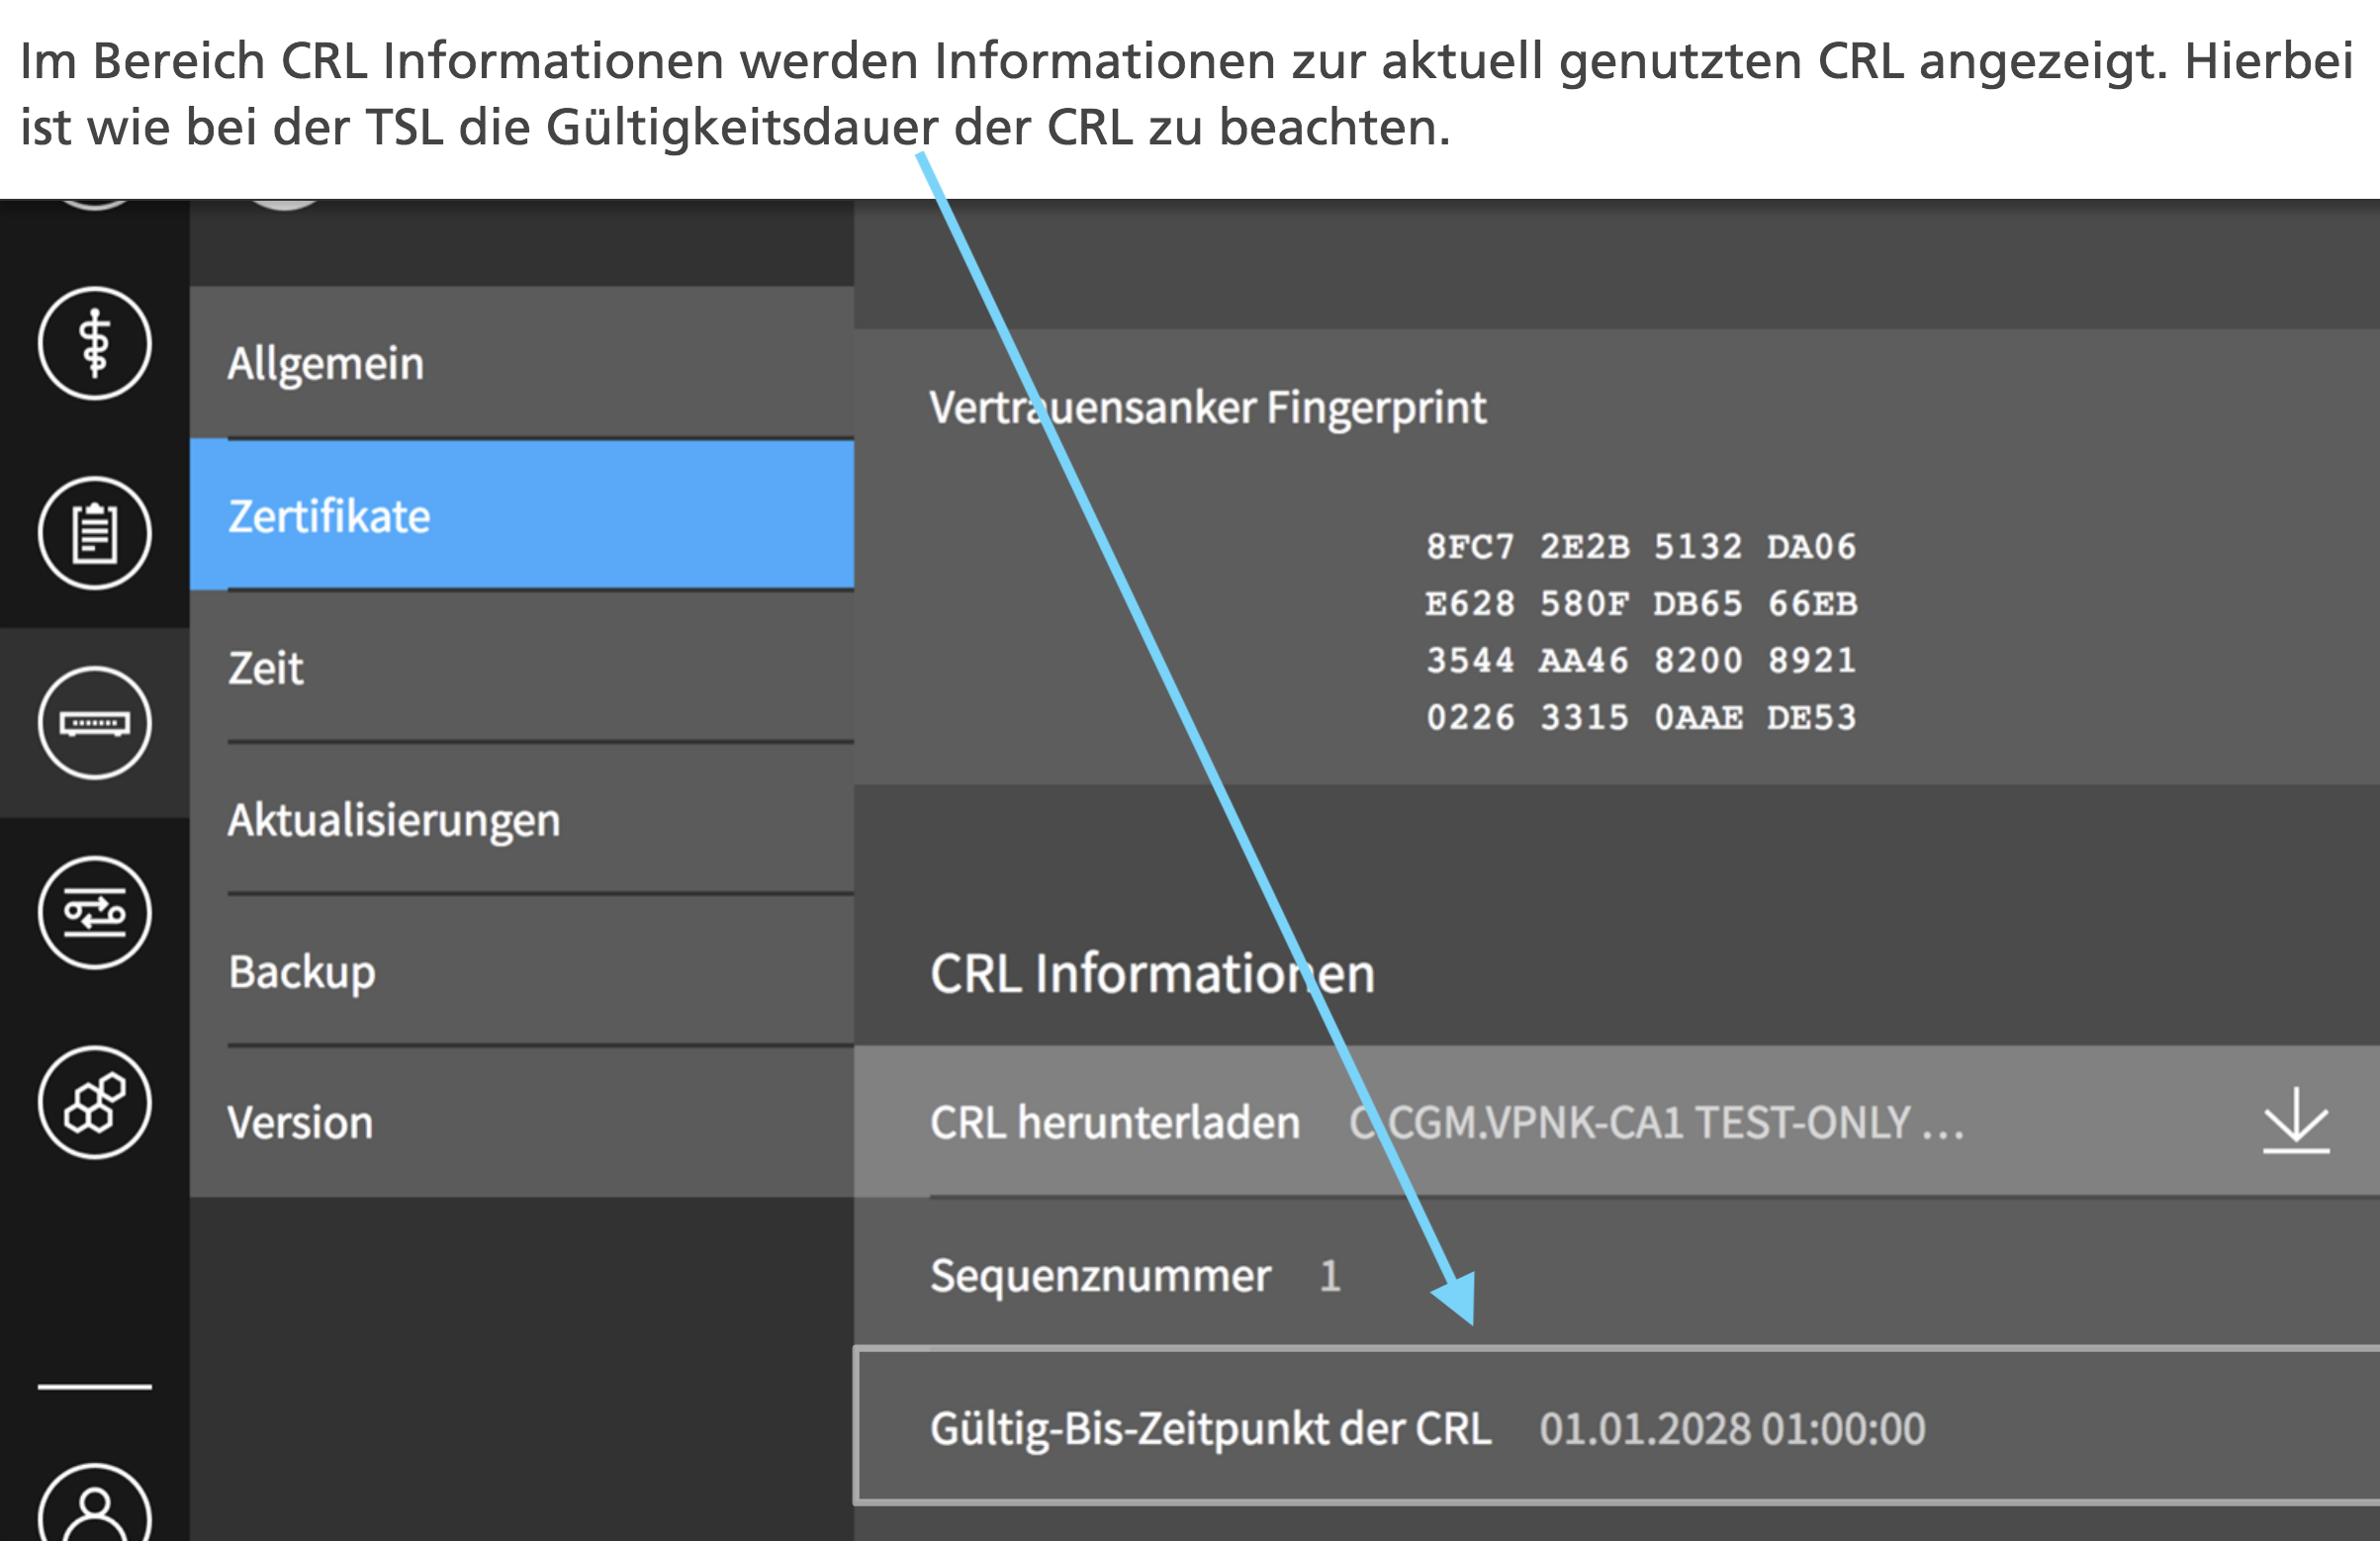 Im Bereich CRL Informationen werden Informationen zur aktuell genutzten CRL angezeigt. Hierbei
ist wie bei der TSL die Gültigkeitsdauer der CRL zu beachten.
Allgemein
Zertifikate
Zeit
Aktualisierungen
Backup
Version
Vertrauensanker Fingerprint
8FC7 2E2B 5132 DA06
E628 580F DB65 66EB
3544 AA46 8200 8921
0226 3315 0AAE DE53
CRL Informationen
CRL herunterladen C CGM.VPNK-CA1 TEST-ONLY ...
Sequenznummer 1
Gültig-Bis-Zeitpunkt der CRL 01.01.2028 01:00:00